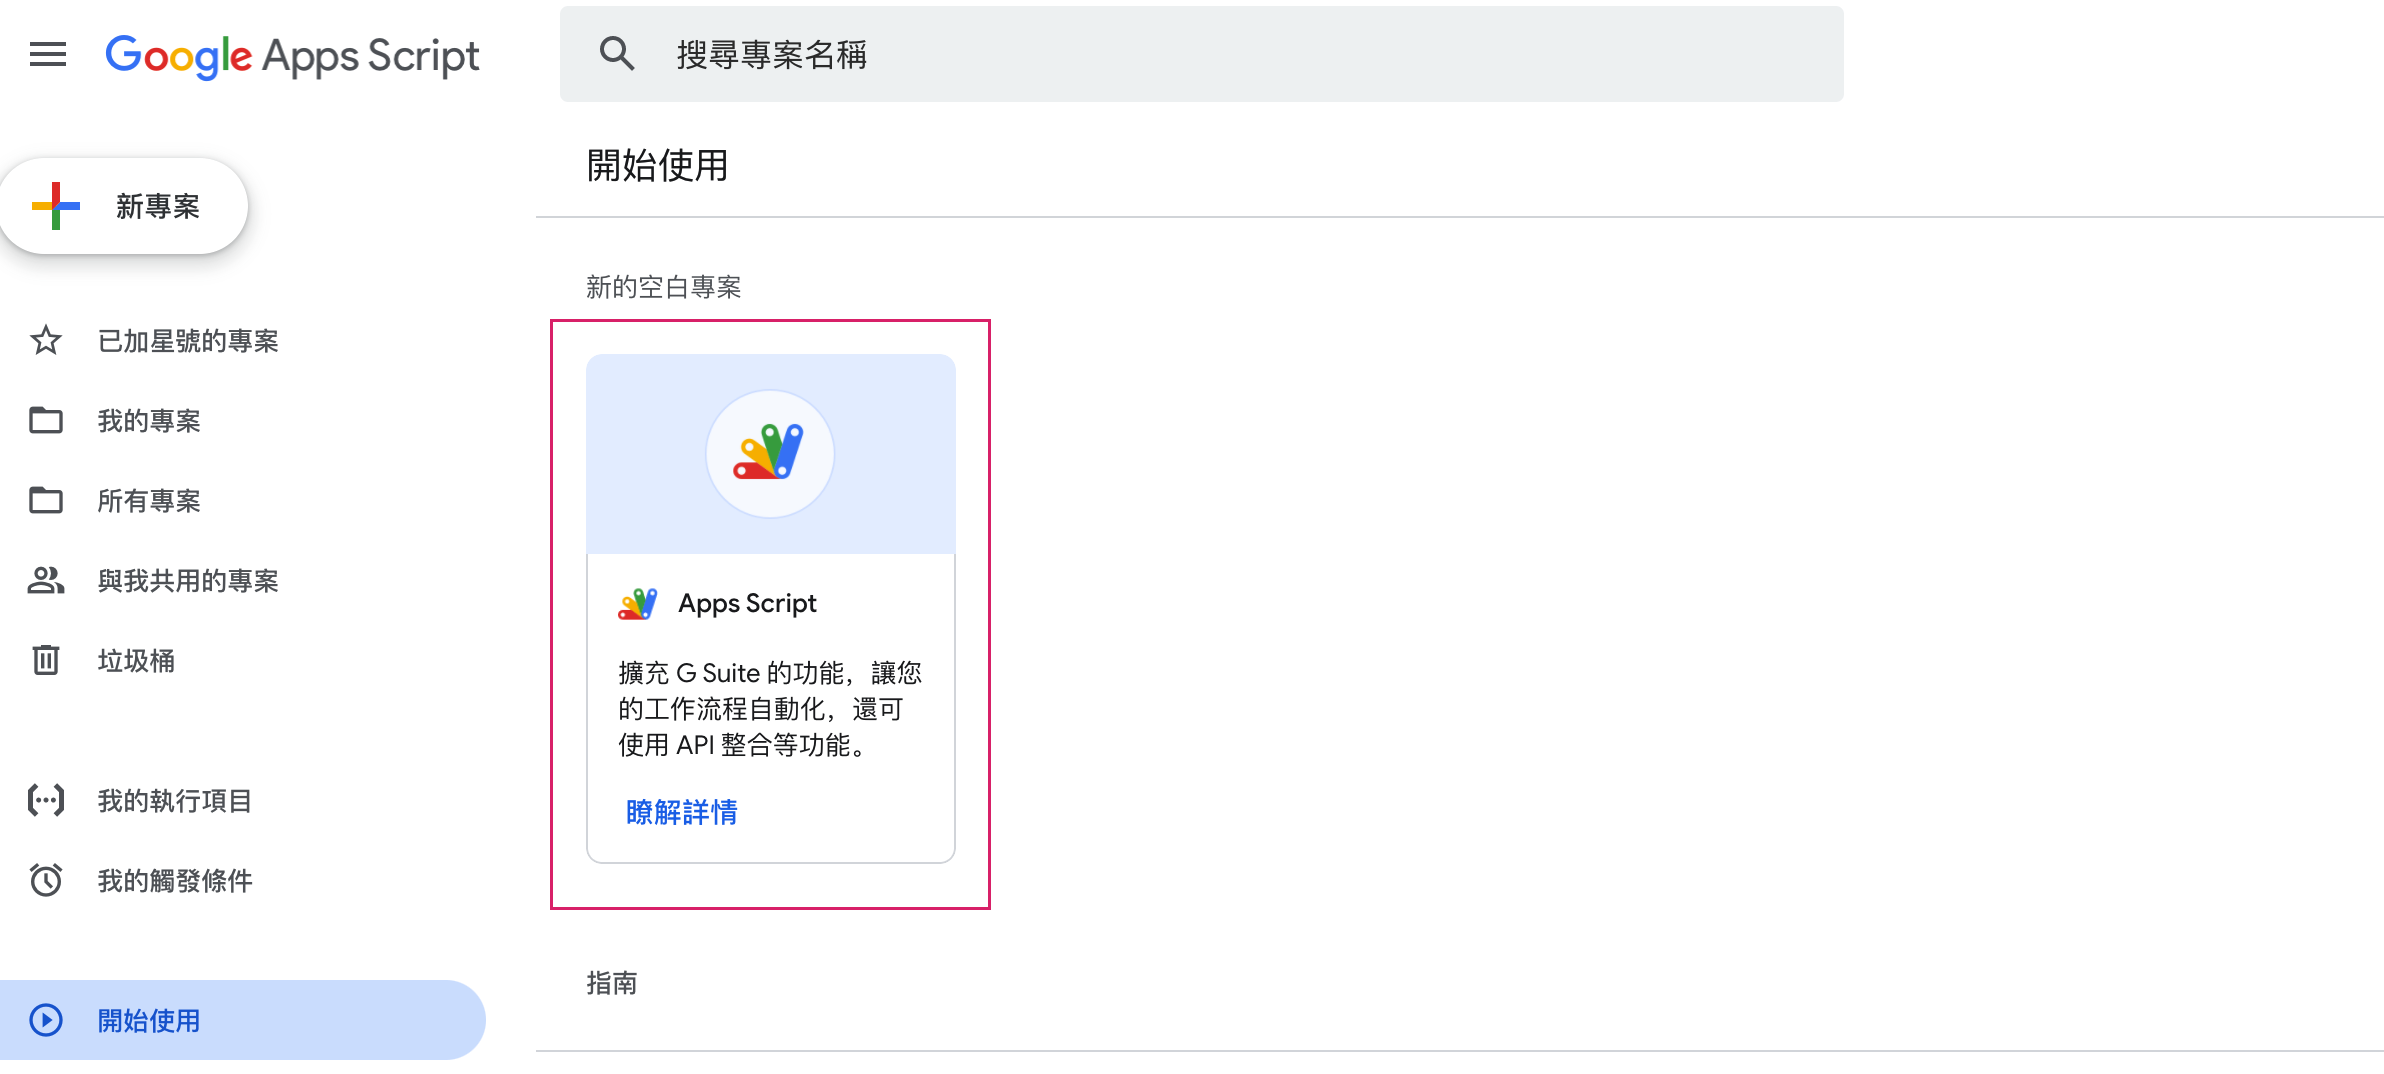 Google Apps Script
搜尋專案名稱
新專案
已加星號的專案
我的專案
所有專案
與我共用的專案
垃圾桶
我的執行項目
我的觸發條件
開始使用
開始使用
新的空白專案
Apps Script
擴充 G Suite 的功能，讓您
的工作流程自動化，還可
使用 API 整合等功能。
瞭解詳情
指南